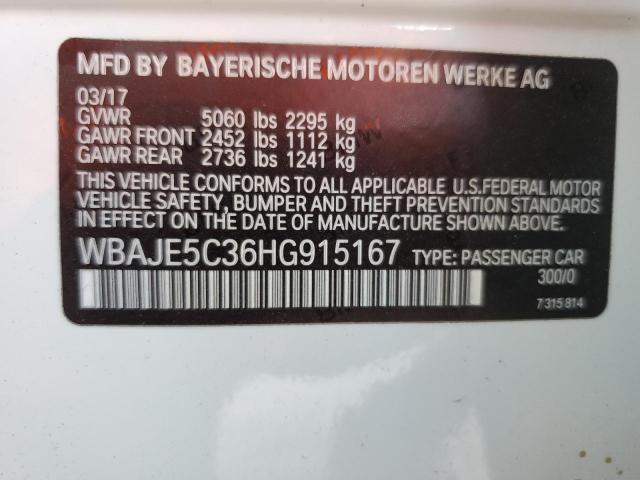 MFD BY BAYERISCHE MOTOREN WERKE AG
03/17
GVWR 5060 lbs 2295 kg
GAWR FRONT 2452 lbs 1112 kg
GAWR REAR 2736 lbs 1241 kg
THIS VEHICLE CONFORMS TO ALL APPLICABLE U.S.FEDERAL MOTOR
VEHICLE SAFETY, BUMPER AND THEFT PREVENTION STANDARDS
IN EFFECT ON THE DATE OF MANUFACTURE SHOWN ABOVE.
WBAJE5C36HG915167 TYPE: PASSENGER CAR
300/0
7 315 814